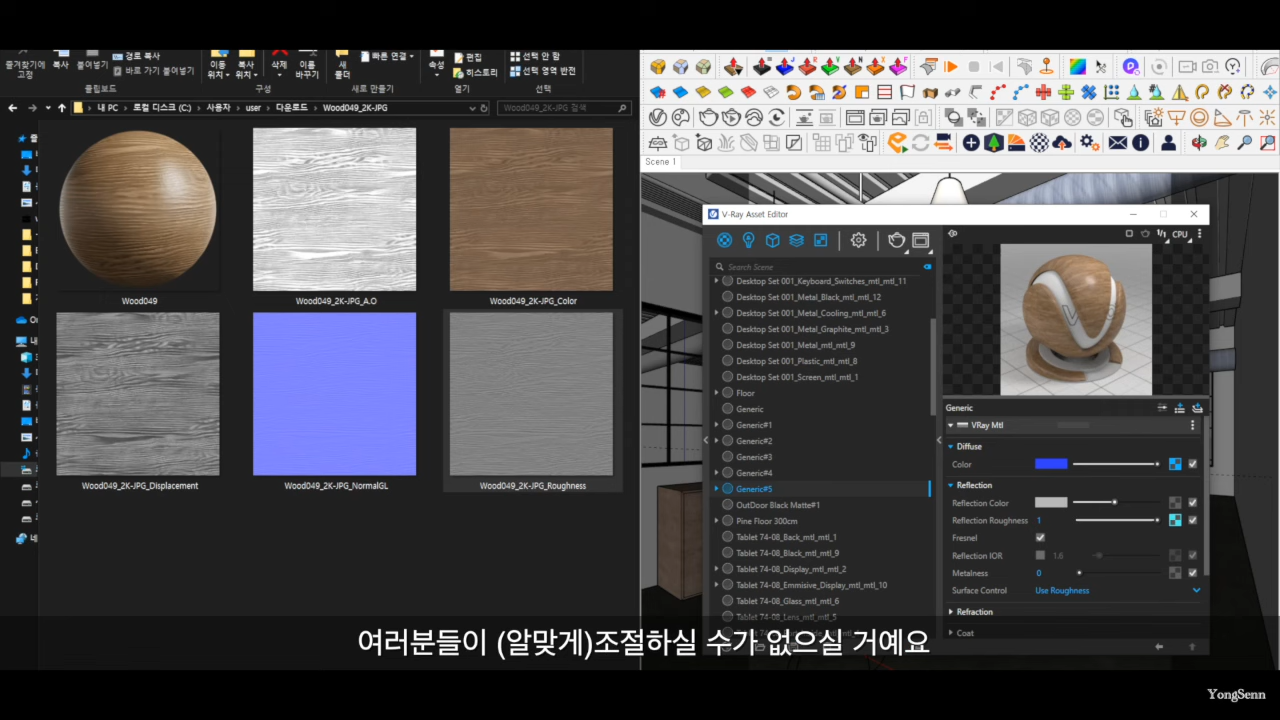 즐겨찾기에
고정
복사
붙여넣기
경로 복사
바로 가기 붙여넣기
이동
위치
복사
위치
삭제
이름
바꾸기
새
폴더
빠른 연결
속성
편집
히스토리
선택 안 함
선택 영역 반전
클립보드
구성
새로 만들기
열기
선택
내 PC > 로컬 디스크 (C:) > 사용자 > user > 다운로드 > Wood049_2K-JPG
Wood049_2K-JPG 검색
Wood049
Wood049_2K-JPG_A.O
Wood049_2K-JPG_Color
Wood049_2K-JPG_Displacement
Wood049_2K-JPG_NormalGL
Wood049_2K-JPG_Roughness
Scene 1
V-Ray Asset Editor
CPU
Search Scene
Desktop Set 001_Keyboard_Switches_mtl_mtl_11
Desktop Set 001_Metal_Black_mtl_12
Desktop Set 001_Metal_Cooling_mtl_mtl_6
Desktop Set 001_Metal_Graphite_mtl_mtl_3
Desktop Set 001_Metal_mtl_mtl_9
Desktop Set 001_Plastic_mtl_mtl_8
Desktop Set 001_Screen_mtl_mtl_1
Floor
Generic
Generic#1
Generic#2
Generic#3
Generic#4
Generic#5
OutDoor Black Matte#1
Pine Floor 300cm
Tablet 74-08_Back_mtl_mtl_1
Tablet 74-08_Black_mtl_mtl_9
Tablet 74-08_Display_mtl_mtl_2
Tablet 74-08_Emmisive_Display_mtl_mtl_10
Tablet 74-08_Glass_mtl_mtl_6
Tablet 74-08_Lens_mtl_mtl_5
Generic
VRay Mtl
Diffuse
Color
Reflection
Reflection Color
Reflection Roughness 1
Fresnel
Reflection IOR 1.6
Metalness 0
Surface Control Use Roughness
Refraction
Coat
여러분들이 (알맞게)조절하실 수가 없으실 거예요
YongSenn